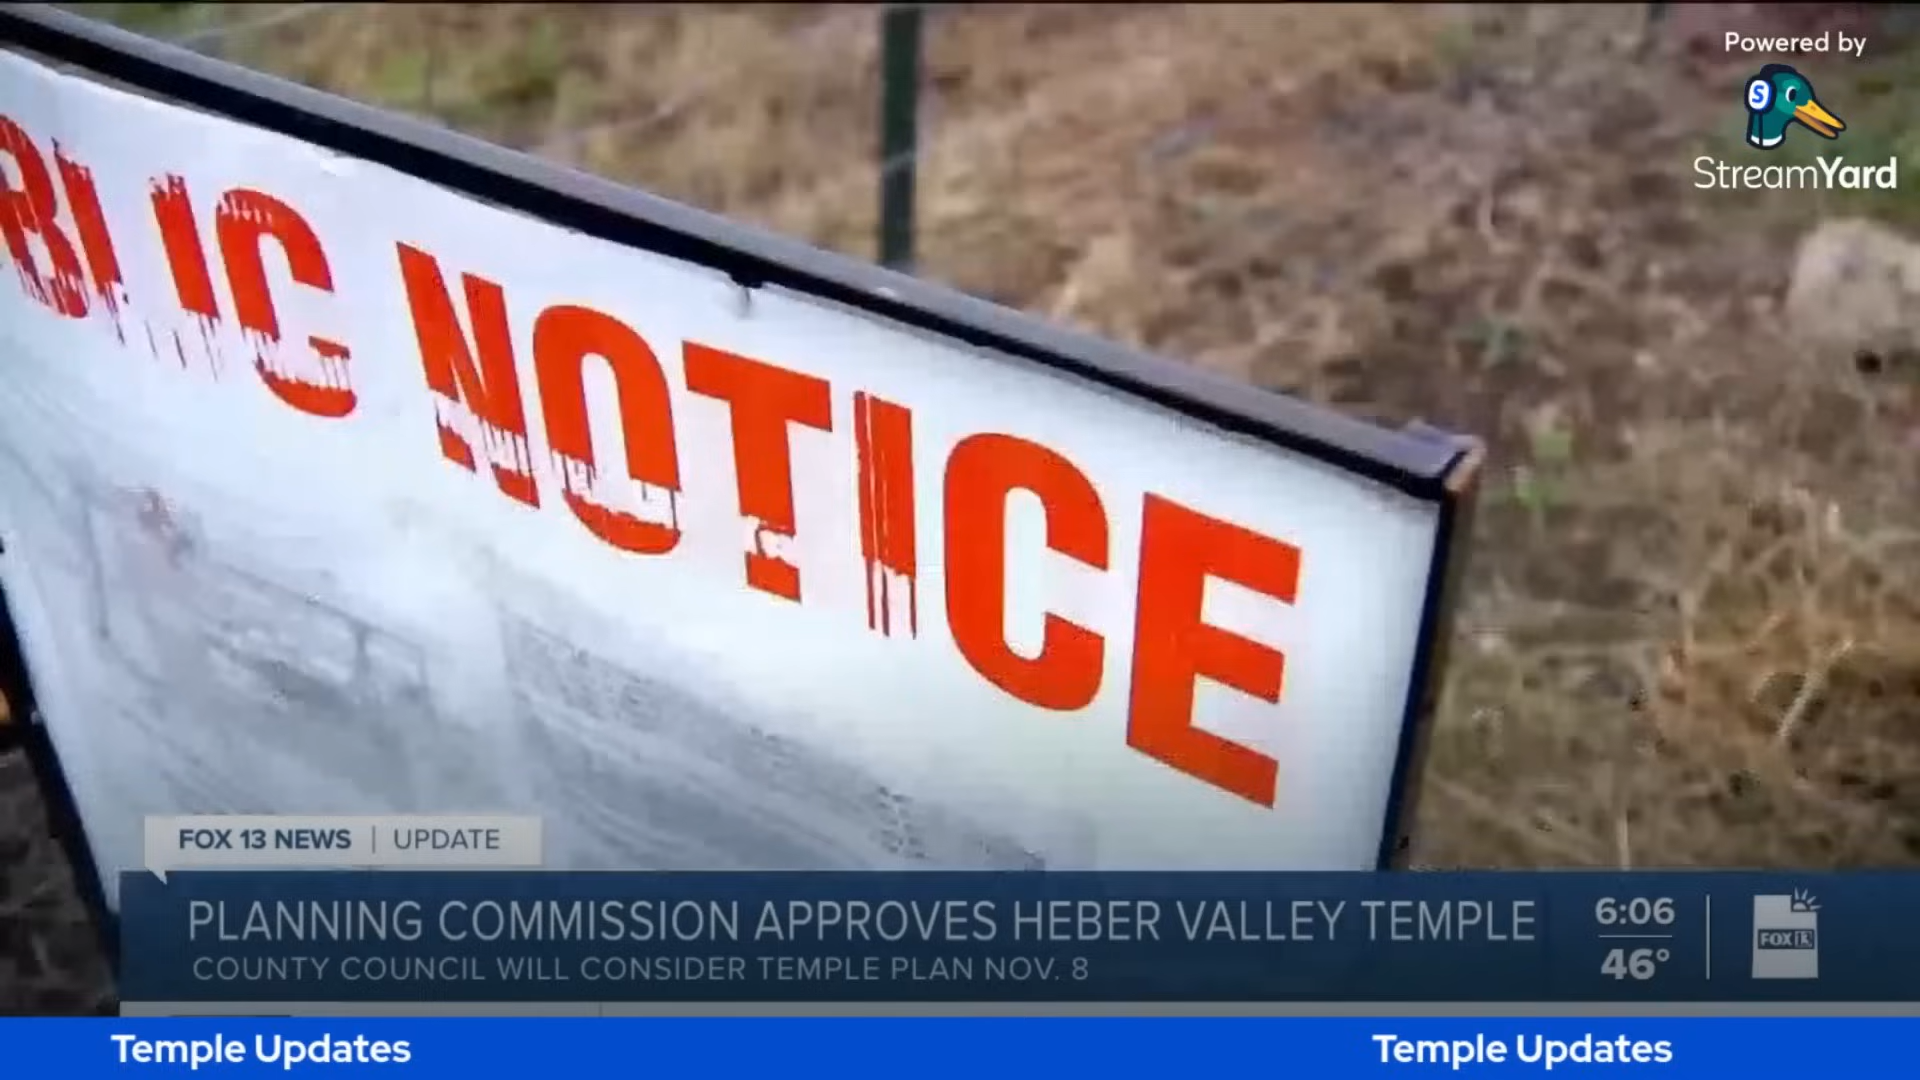 Powered by
StreamYard
BLIC NOTICE
FOX 13 NEWS | UPDATE
PLANNING COMMISSION APPROVES HEBER VALLEY TEMPLE
COUNTY COUNCIL WILL CONSIDER TEMPLE PLAN NOV. 8
6:06
46°
FOX 13
Temple Updates
Temple Updates